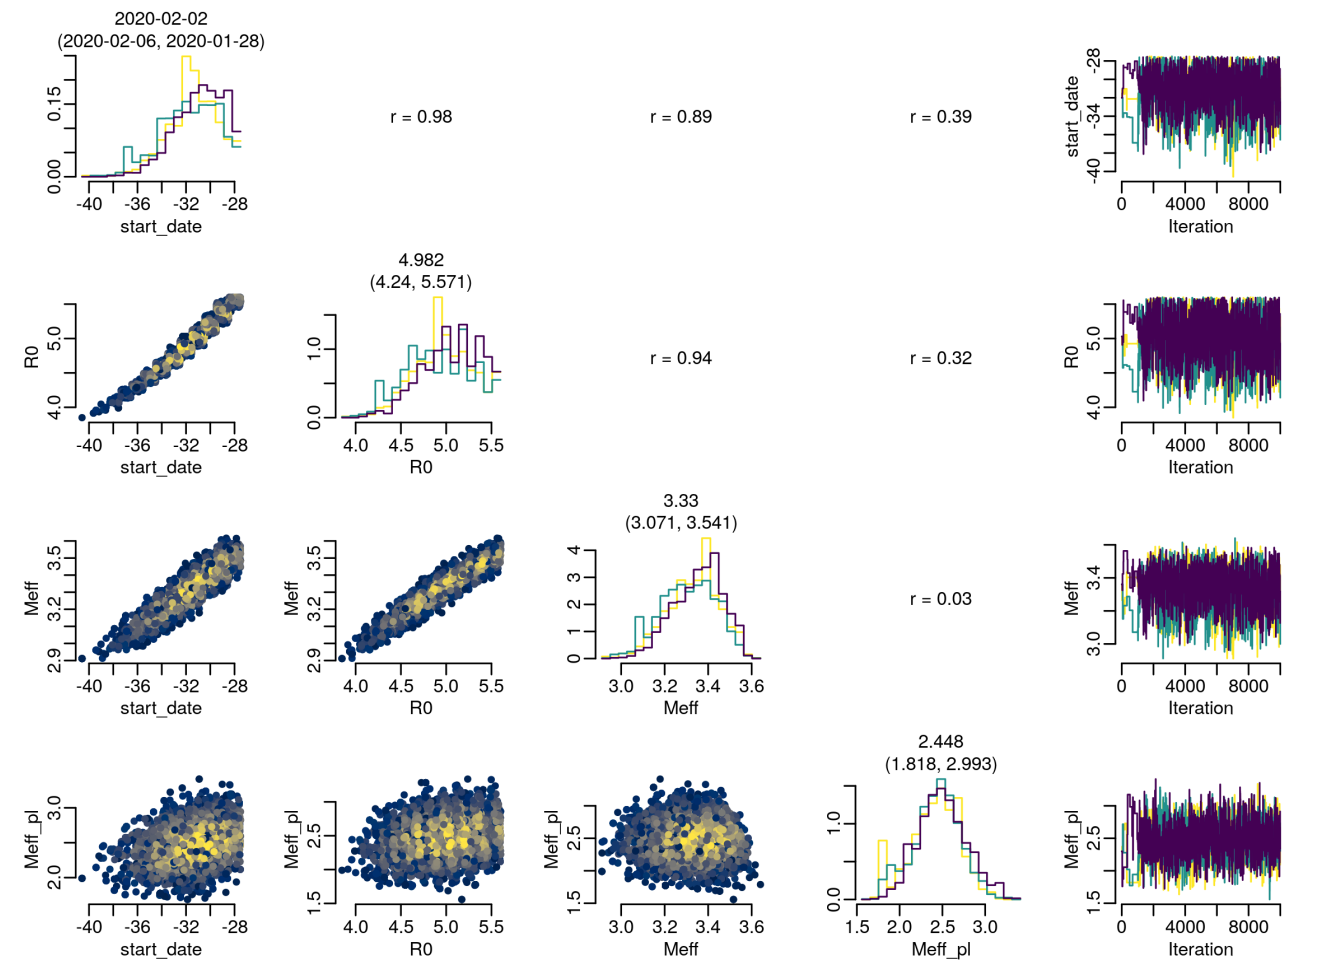 2020-02-02
(2020-02-06, 2020-01-28)
0.15
0.00
-40 -36 -32 -28
start_date
r = 0.98
r = 0.89
r = 0.39
start_date
-28
-34
-40
0 4000 8000
Iteration
R0
5.0
4.0
-40 -36 -32 -28
start_date
4.982
(4.24, 5.571)
1.0
0.0
4.0 4.5 5.0 5.5
R0
r = 0.94
r = 0.32
R0
5.0
4.0
0 4000 8000
Iteration
Meff
3.5
3.2
2.9
-40 -36 -32 -28
start_date
Meff
3.5
3.2
2.9
4.0 4.5 5.0 5.5
R0
3.33
(3.071, 3.541)
4
3
2
1
0
3.0 3.2 3.4 3.6
Meff
r = 0.03
Meff
3.4
3.0
0 4000 8000
Iteration
Meff_pl
3.0
2.0
-40 -36 -32 -28
start_date
Meff_pl
2.5
1.5
4.0 4.5 5.0 5.5
R0
Meff_pl
2.5
1.5
3.0 3.2 3.4 3.6
Meff
2.448
(1.818, 2.993)
1.0
0.0
1.5 2.0 2.5 3.0
Meff_pl
Meff_pl
2.5
1.5
0 4000 8000
Iteration